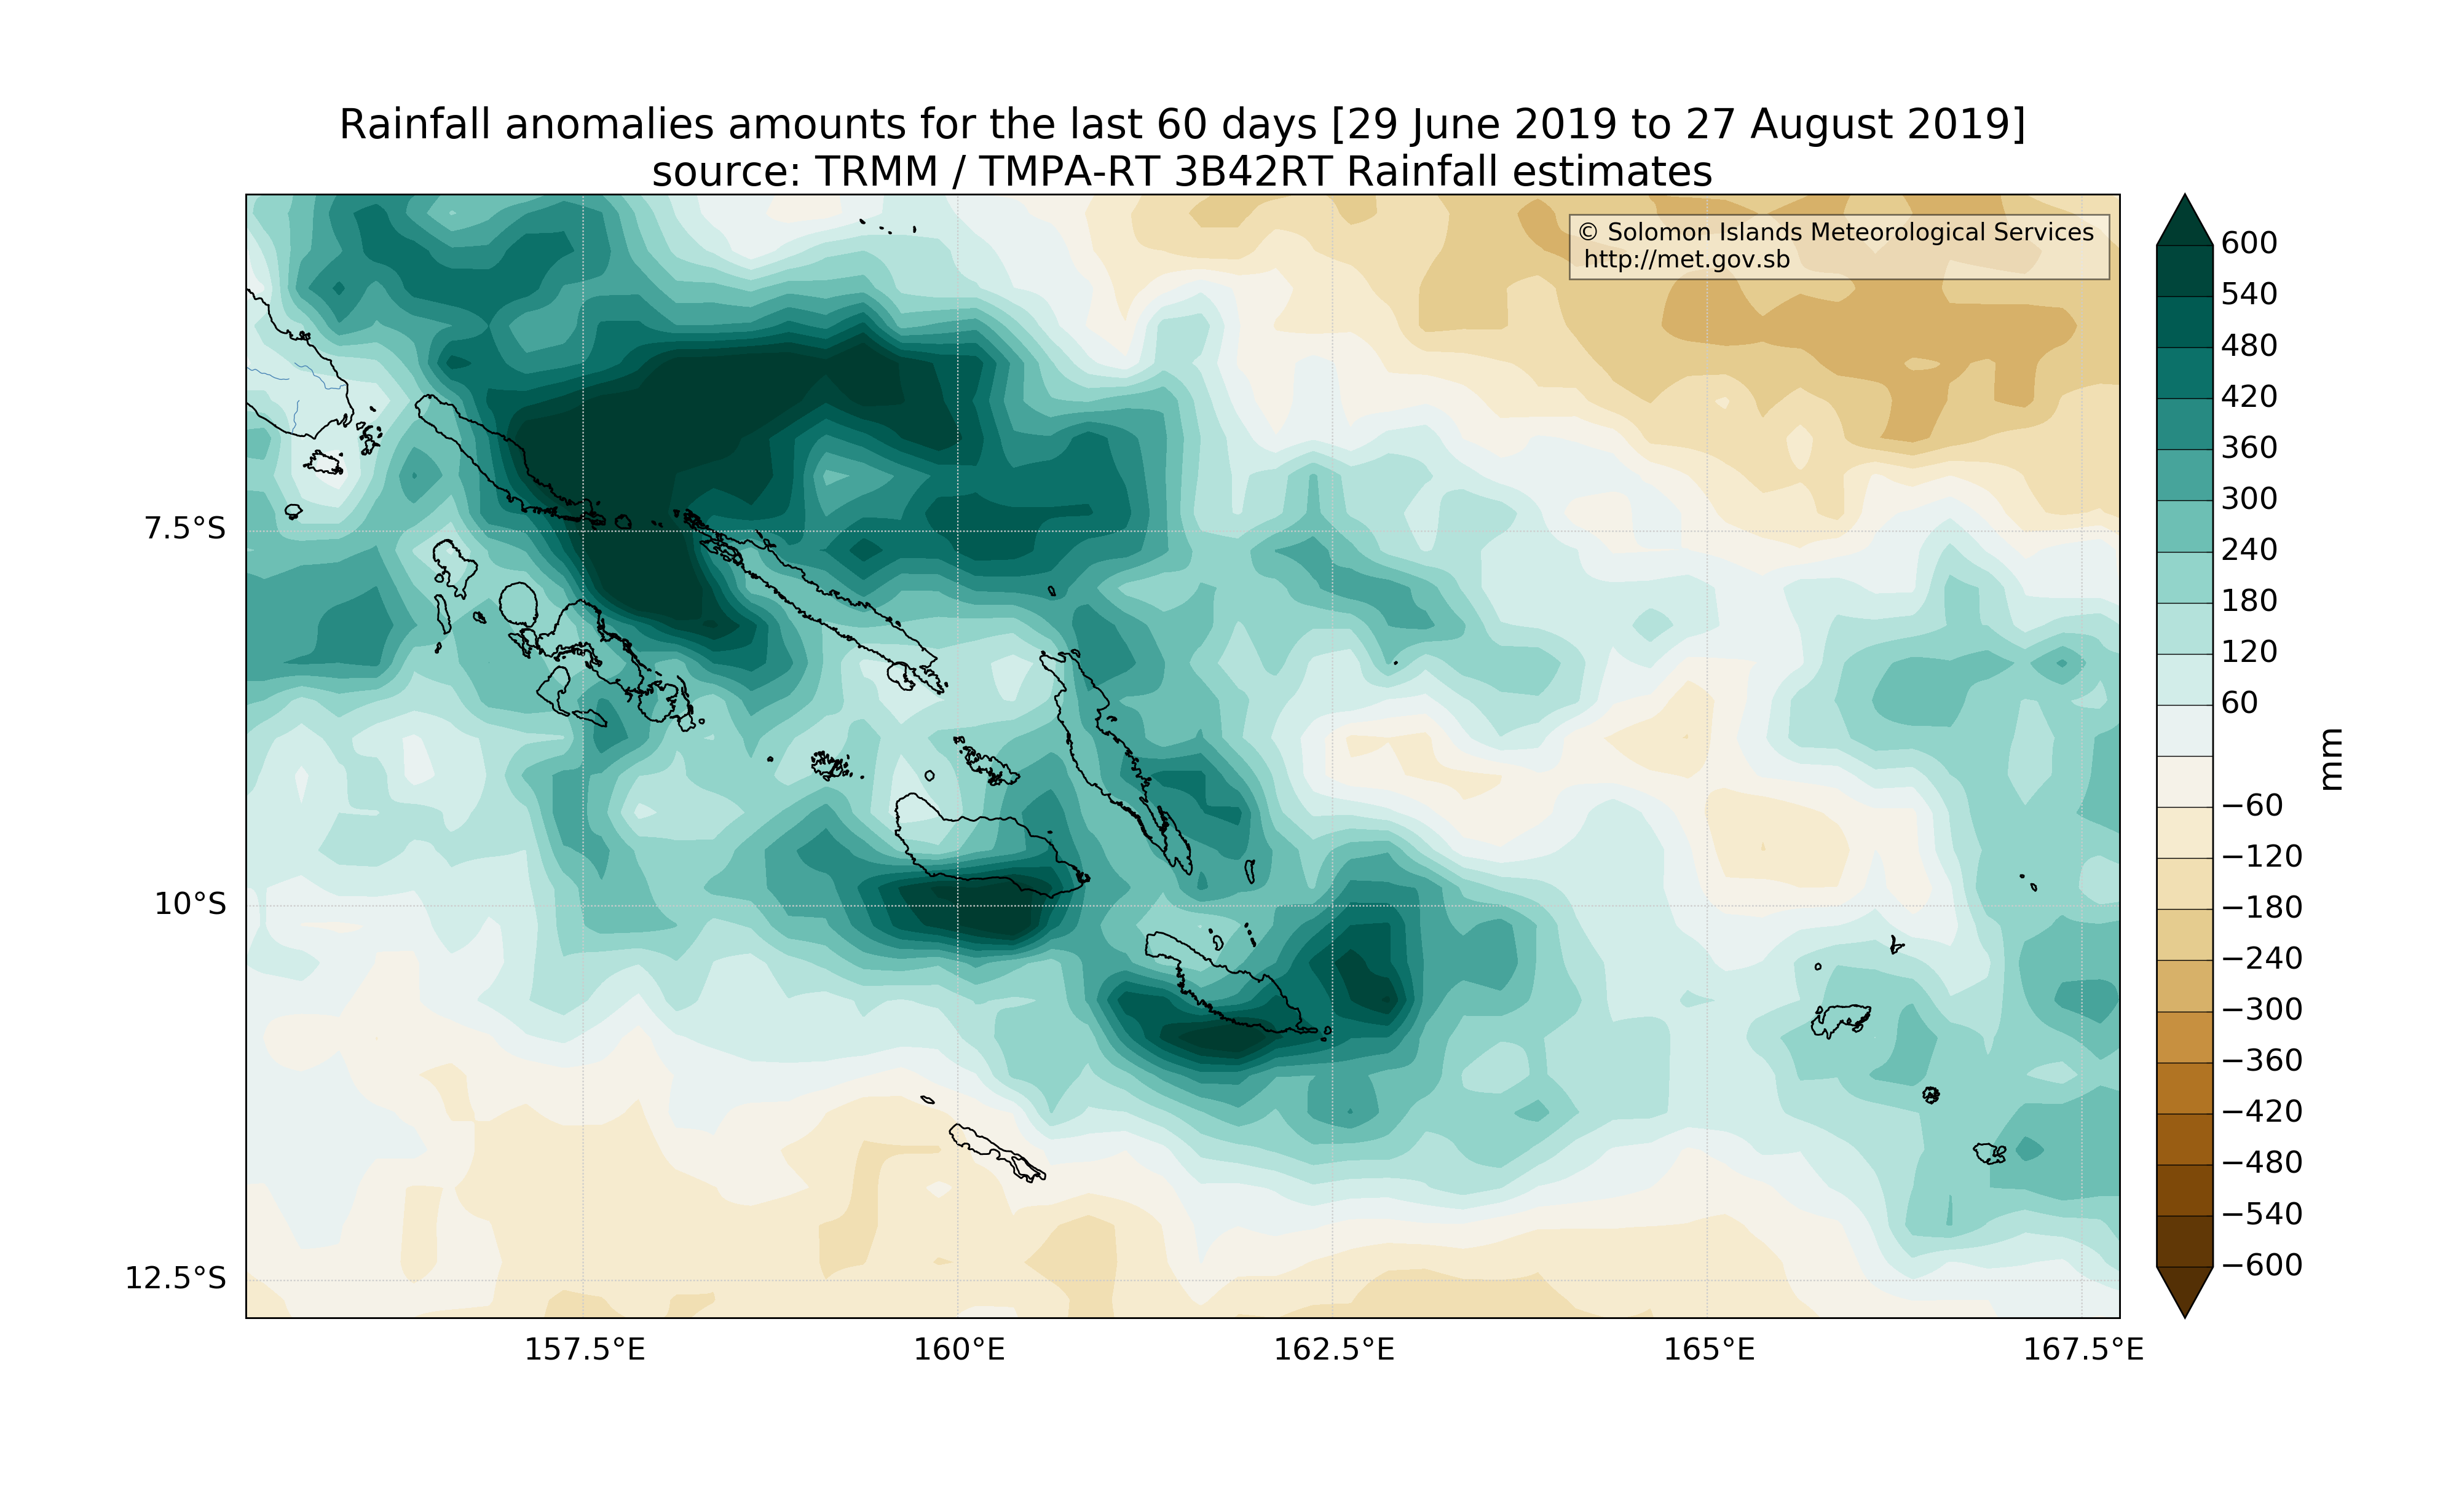 Rainfall anomalies amounts for the last 60 days [29 June 2019 to 27 August 2019]
source: TRMM / TMPA-RT 3B42RT Rainfall estimates
© Solomon Islands Meteorological Services
http://met.gov.sb
7.5°S
10°S
12.5°S
157.5°E
160°E
162.5°E
165°E
167.5°E
600
540
480
420
360
300
240
180
120
60
−60
−120
−180
−240
−300
−360
−420
−480
−540
−600
mm